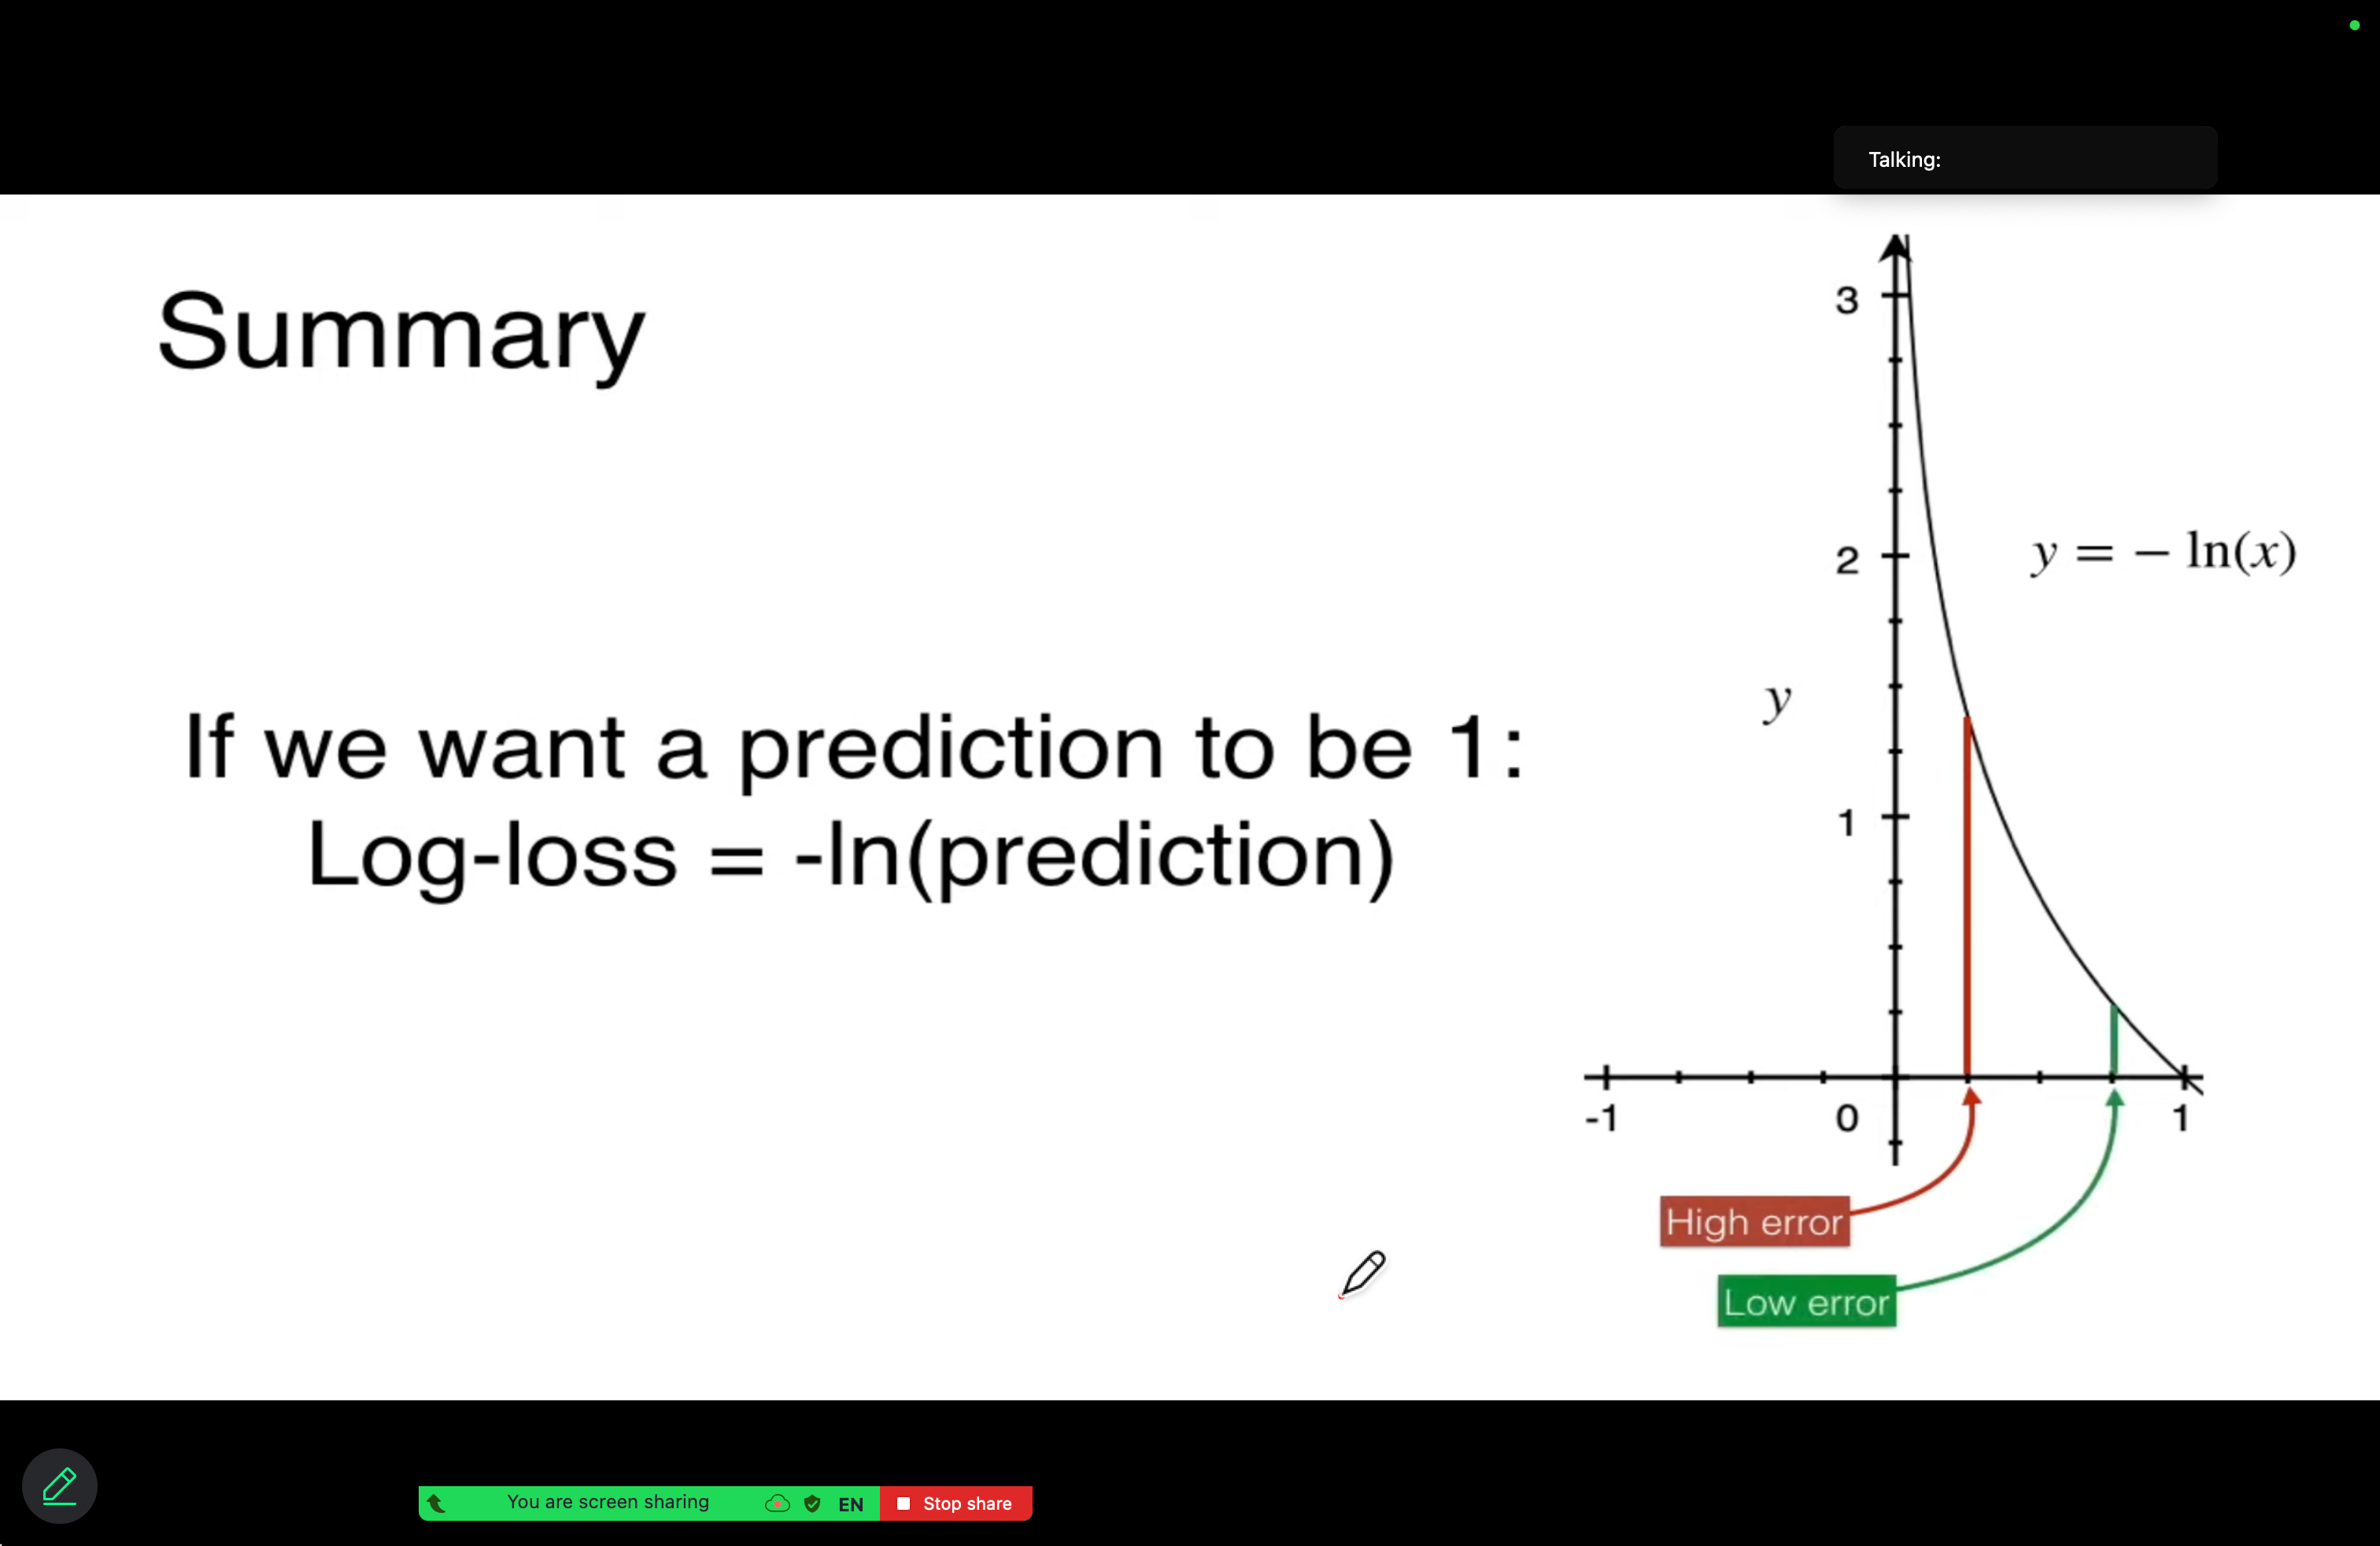 Talking:
Summary
If we want a prediction to be 1:
Log-loss = -ln(prediction)
3
2
y = − ln(x)
y
1
-1
0
1
High error
Low error
You are screen sharing
EN
Stop share